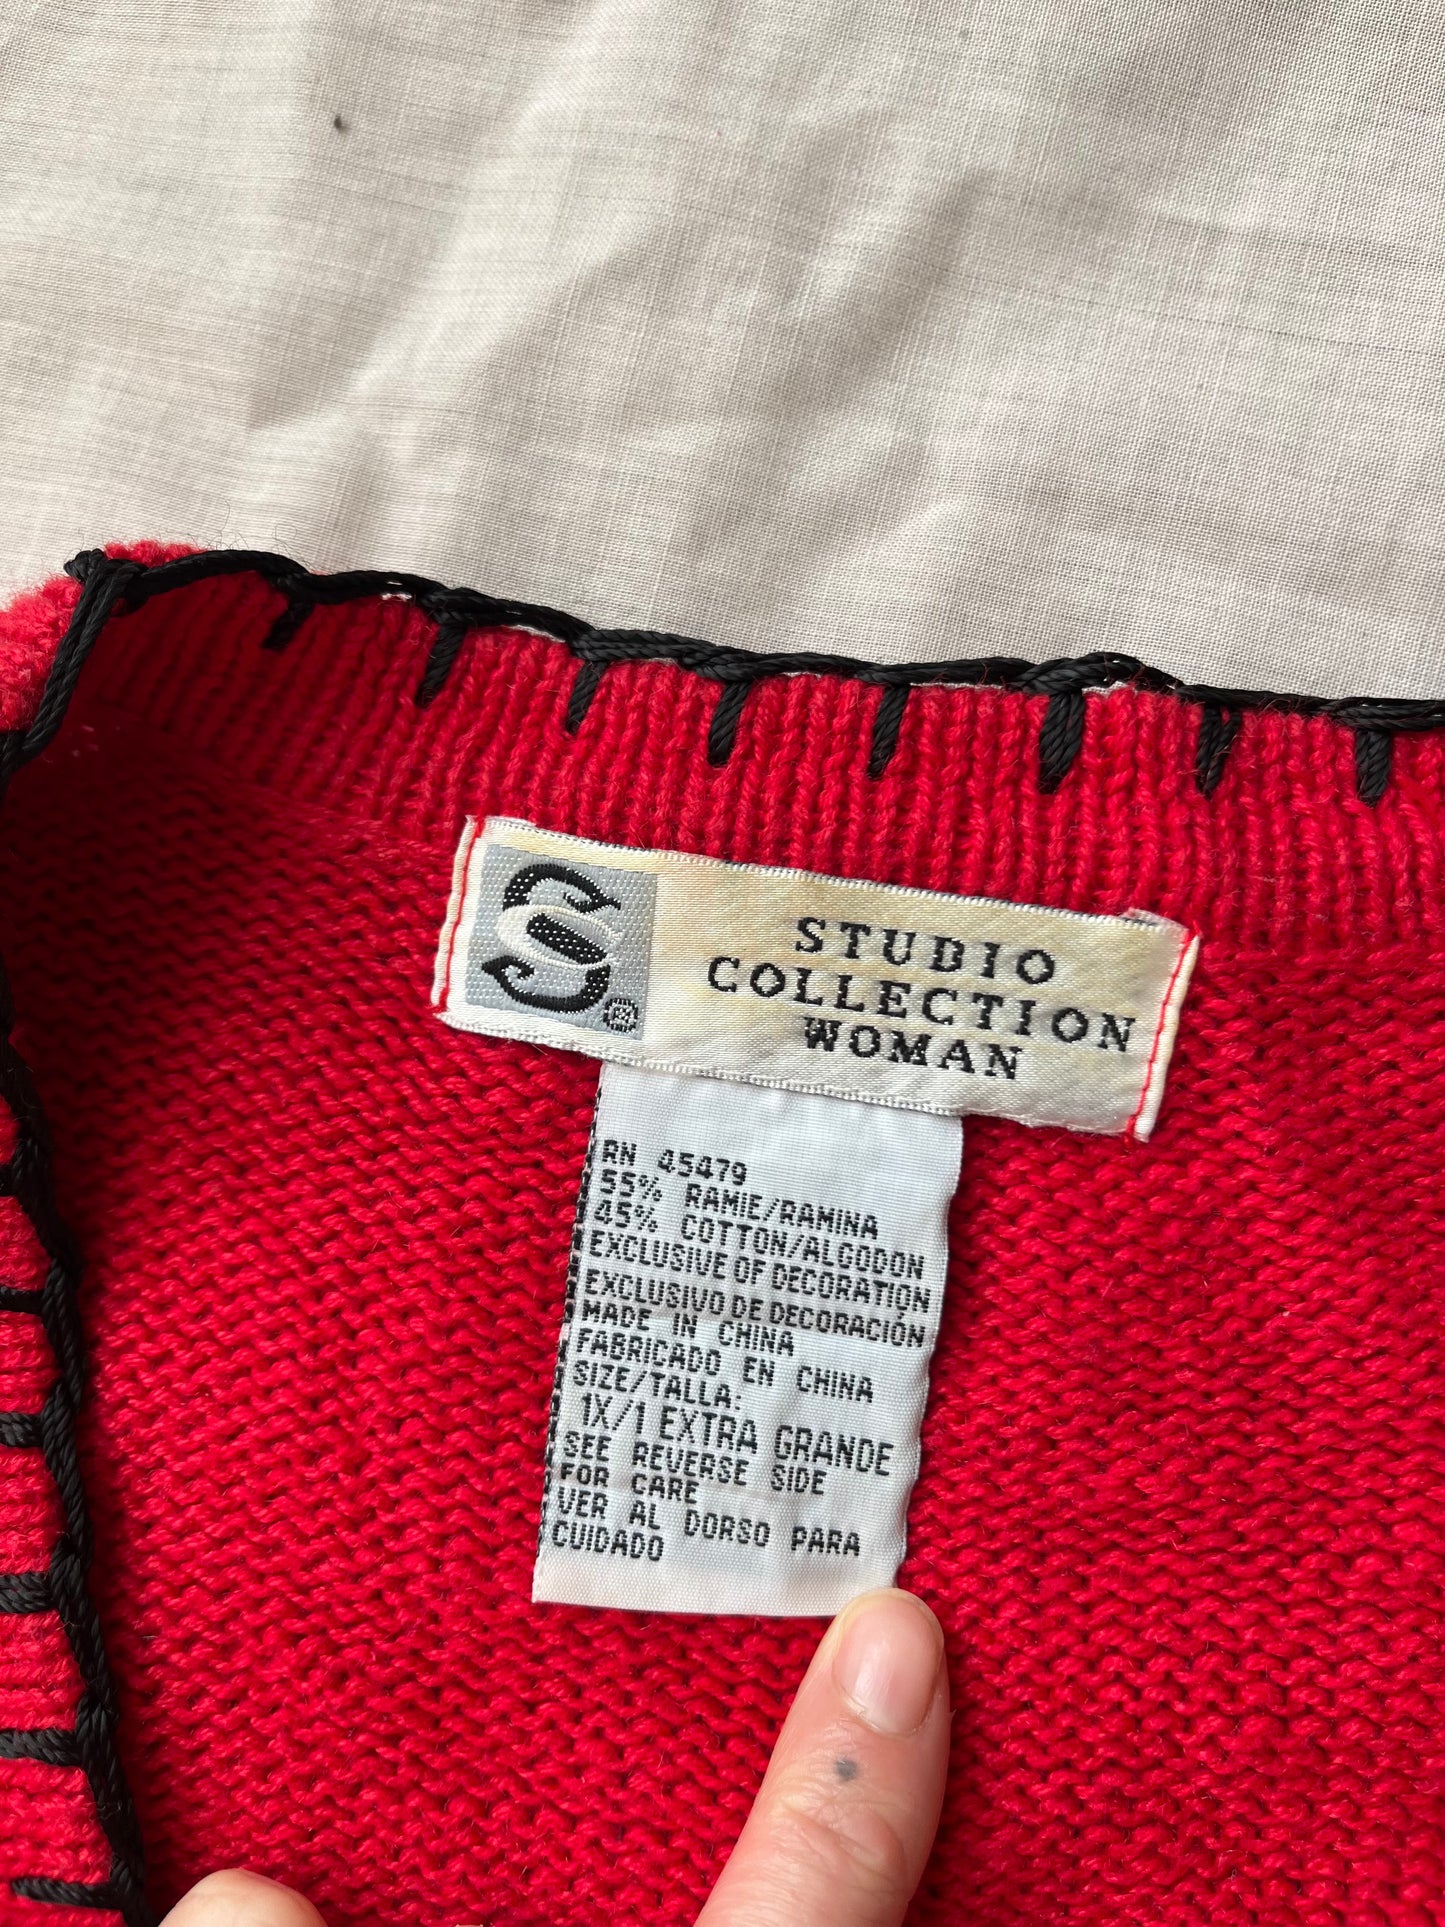 S®
STUDIO
COLLECTION
WOMAN
RN 45479
55% RAMIE/RAMINA
45% COTTON/ALGODON
EXCLUSIVE OF DECORATION
EXCLUSIVO DE DECORACIÓN
MADE IN CHINA
FABRICADO EN CHINA
SIZE/TALLA:
1X/1 EXTRA GRANDE
SEE REVERSE SIDE
FOR CARE
VER AL DORSO PARA
CUIDADO